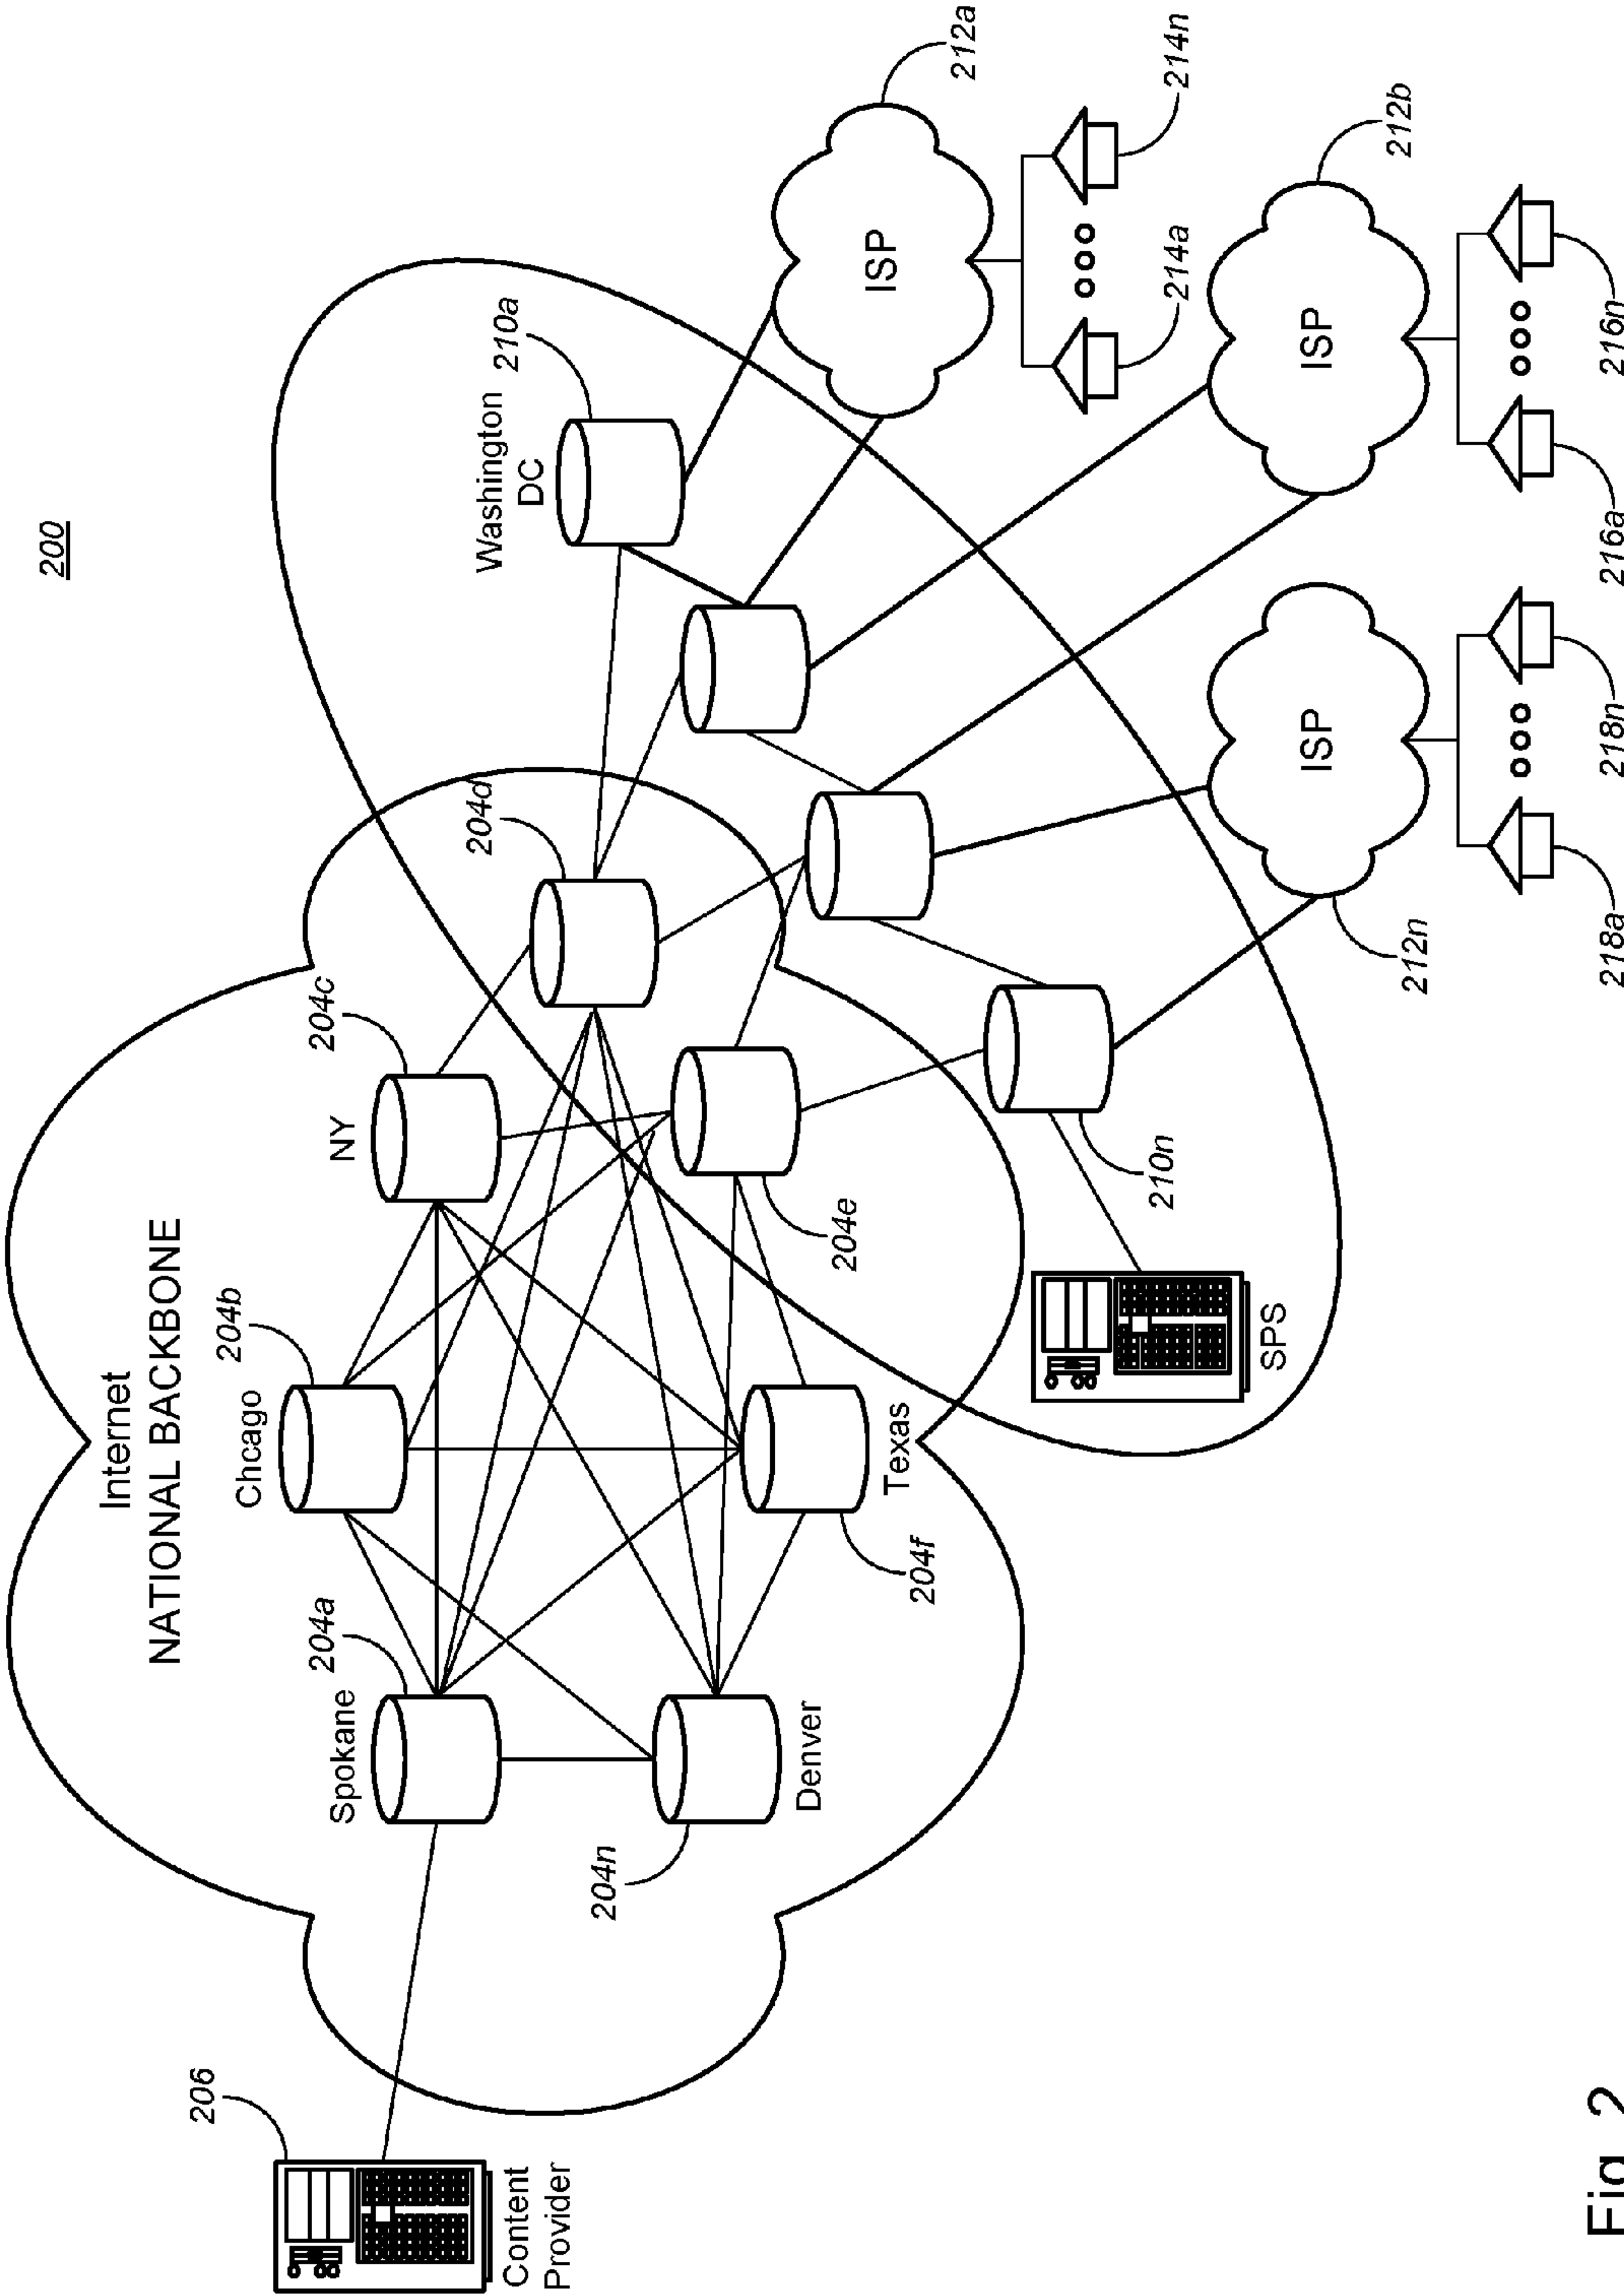 200
Internet
NATIONAL BACKBONE
206
Content
Provider
Spokane
204a
Chcago
204b
NY
204c
204d
204e
Texas
204f
Denver
204n
Washington
DC
210a
210n
SPS
ISP
212a
214a
214n
ISP
212b
216a
216n
ISP
212n
218a
218n
Fig. 2